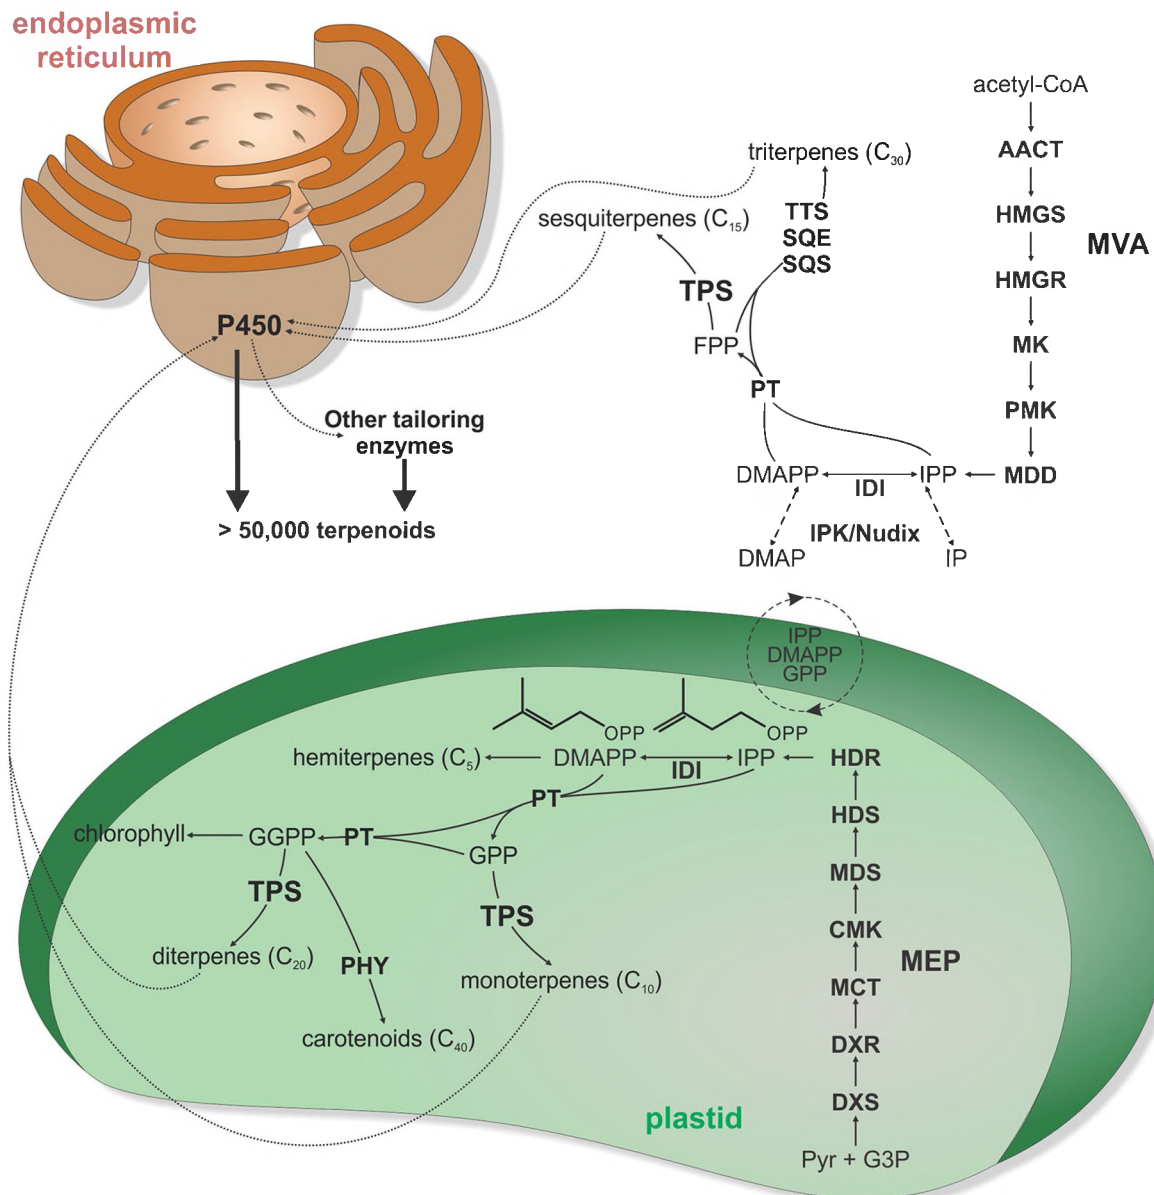 endoplasmic
reticulum
acetyl-CoA
AACT
HMGS
HMGR
MK
PMK
MDD
MVA
triterpenes (C30)
TTS
SQE
SQS
sesquiterpenes (C15)
TPS
FPP
PT
DMAPP
IDI
IPP
IPK/Nudix
DMAP
IP
P450
Other tailoring
enzymes
> 50,000 terpenoids
IPP
DMAPP
GPP
OPP
OPP
hemiterpenes (C5)
DMAPP
IDI
IPP
HDR
PT
HDS
chlorophyll
GGPP
PT
GPP
MDS
TPS
TPS
CMK
diterpenes (C20)
PHY
MEP
monoterpenes (C10)
MCT
carotenoids (C40)
DXR
DXS
plastid
Pyr + G3P